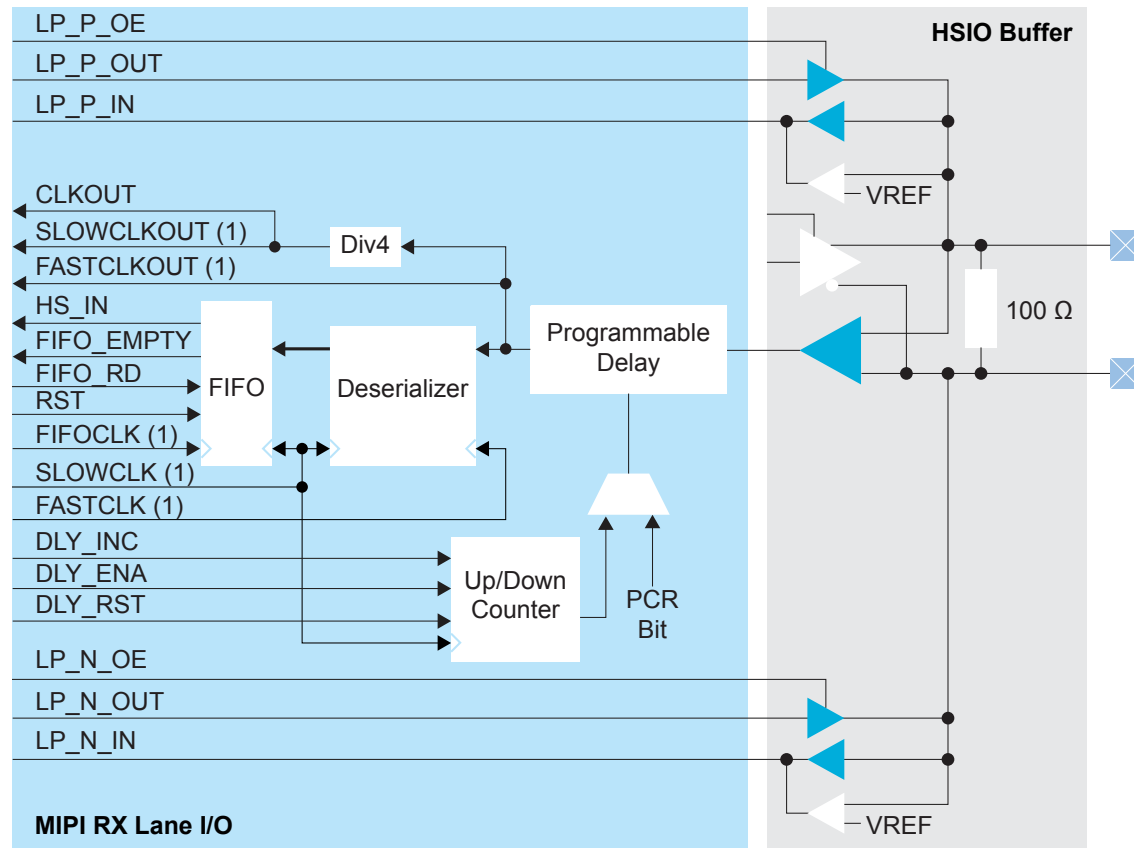 LP_P_OE
HSIO Buffer
LP_P_OUT
LP_P_IN
VREF
CLKOUT
SLOWCLKOUT (1)
Div4
FASTCLKOUT (1)
HS_IN
100 Ω
Programmable
Delay
FIFO_EMPTY
FIFO_RD
FIFO
Deserializer
RST
FIFOCLK (1)
SLOWCLK (1)
FASTCLK (1)
DLY_INC
DLY_ENA
DLY_RST
Up/Down
Counter
PCR
Bit
LP_N_OE
LP_N_OUT
LP_N_IN
VREF
MIPI RX Lane I/O